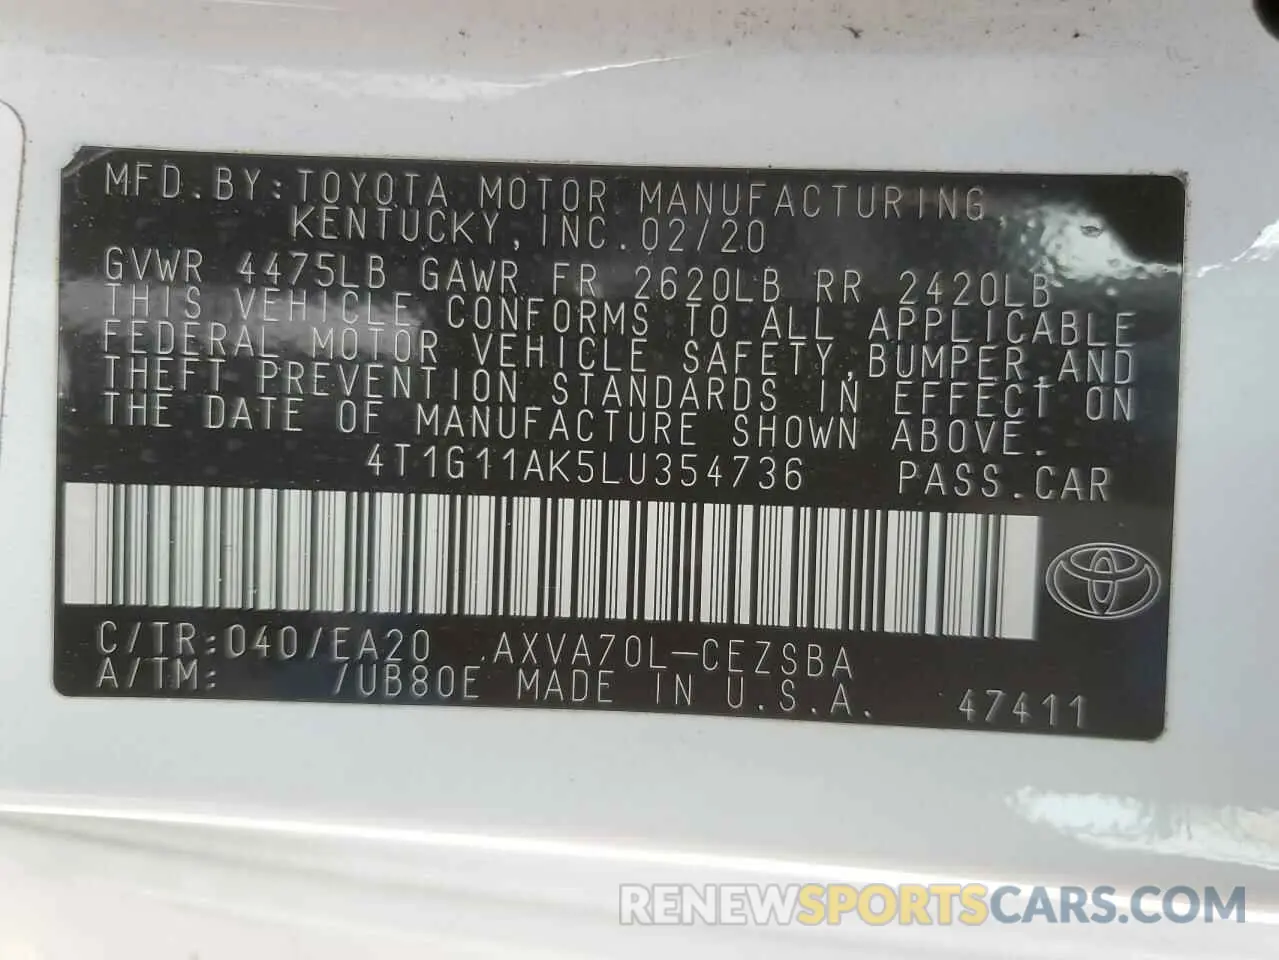 MFD.BY:TOYOTA MOTOR MANUFACTURING
KENTUCKY,INC.02/20
GVWR 4475LB GAWR FR 2620LB RR 2420LB
THIS VEHICLE CONFORMS TO ALL APPLICABLE
FEDERAL MOTOR VEHICLE SAFETY,BUMPER,AND
THEFT PREVENTION STANDARDS IN EFFECT ON
THE DATE OF MANUFACTURE SHOWN ABOVE.
4T1G11AK5LU354736 PASS.CAR
C/TR:040/EA20 AXVA70L-CEZSBA
A/TM: /UB80E MADE IN U.S.A. 47411
RENEWSPORTSCARS.COM